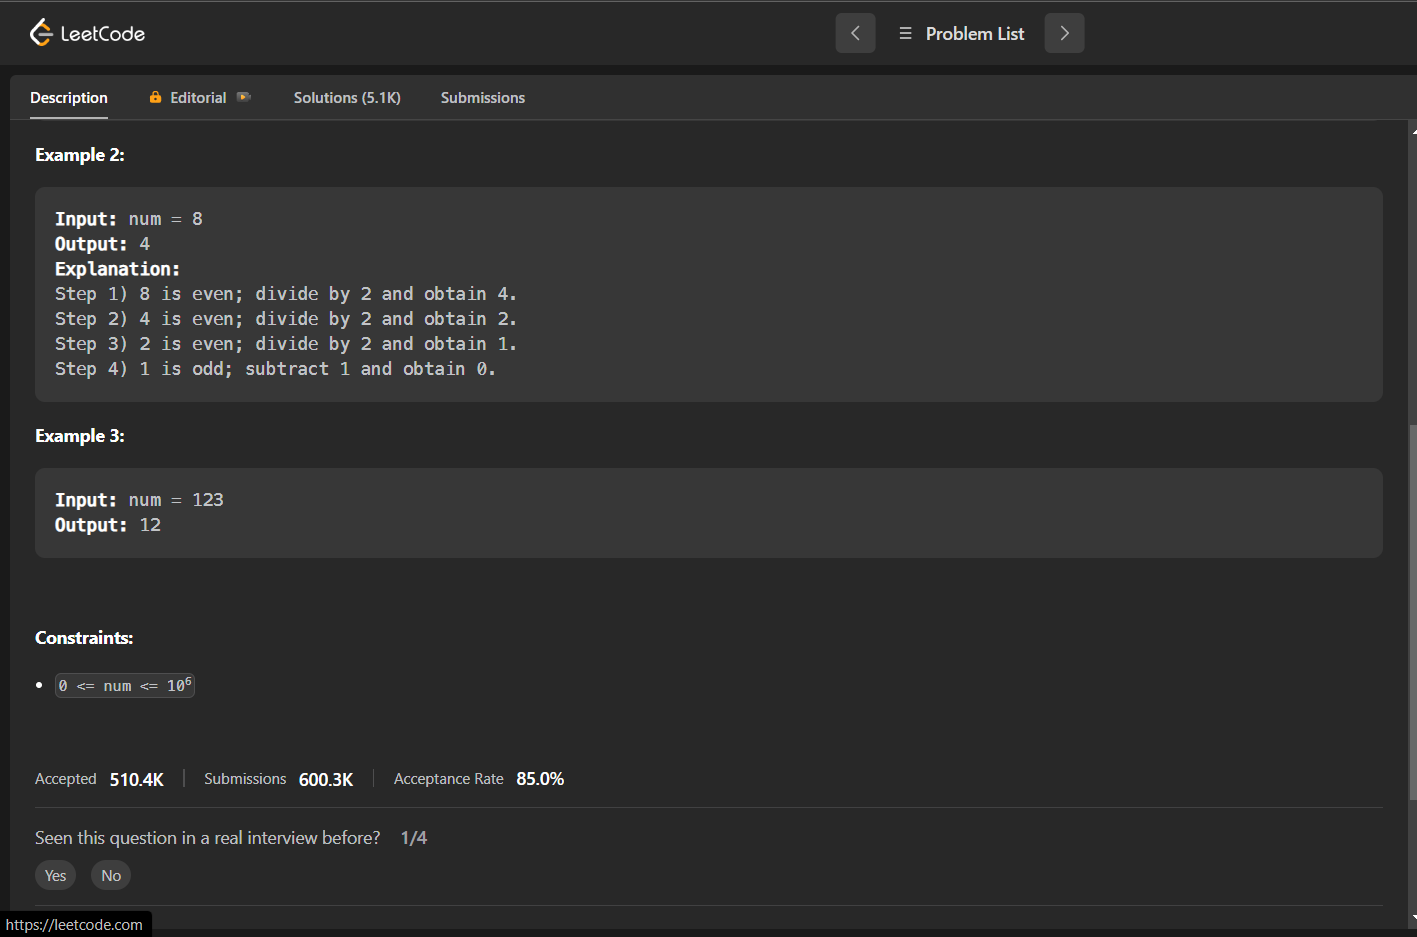 LeetCode
Problem List
Description Editorial Solutions (5.1K) Submissions
Example 2:
Input: num = 8
Output: 4
Explanation:
Step 1) 8 is even; divide by 2 and obtain 4.
Step 2) 4 is even; divide by 2 and obtain 2.
Step 3) 2 is even; divide by 2 and obtain 1.
Step 4) 1 is odd; subtract 1 and obtain 0.
Example 3:
Input: num = 123
Output: 12
Constraints:
• 0 <= num <= 10⁶
Accepted 510.4K | Submissions 600.3K | Acceptance Rate 85.0%
Seen this question in a real interview before? 1/4
Yes No
https://leetcode.com